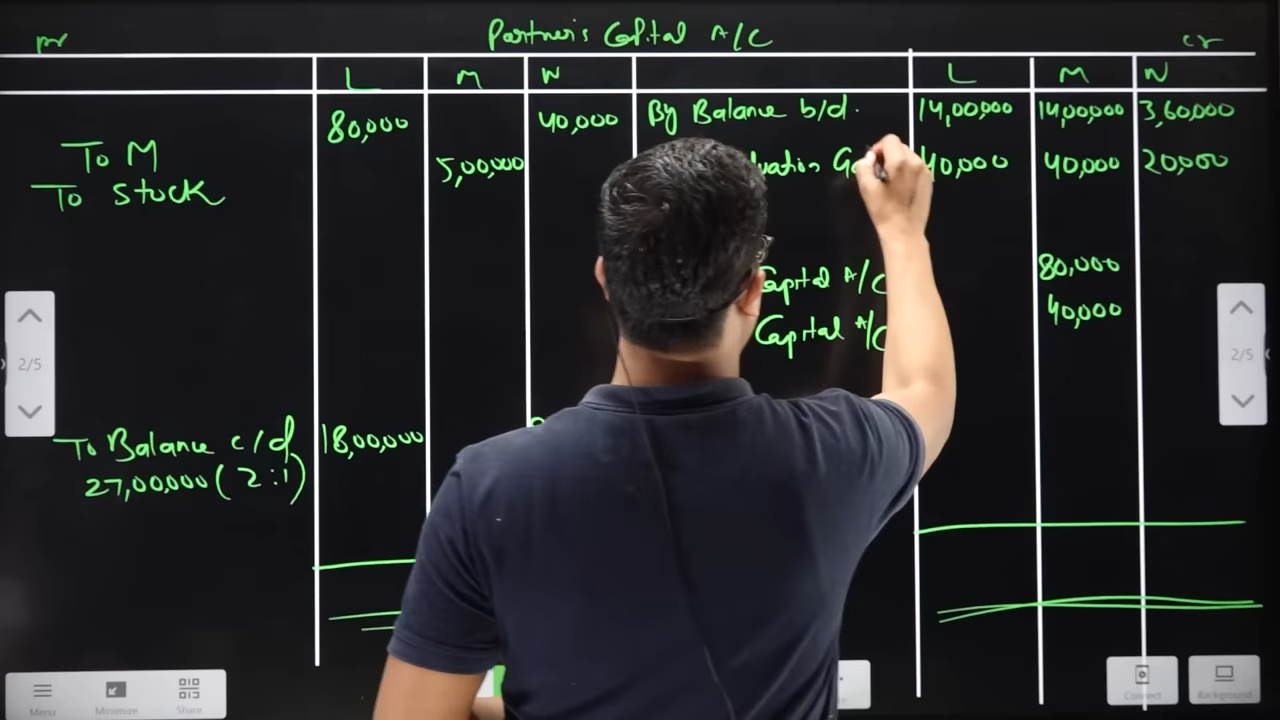 Partner's Capital A/C
Dr Cr
L M N L M N
80,000 40,000 By Balance b/d. 14,00,000 14,00,000 3,60,000
To M
5,00,000 40,000 40,000 20,000
To Stock
Capital A/C 80,000
Capital A/C 40,000
To Balance c/d 18,00,000
27,00,000 (2:1)
2/5
2/5
Menu Minimize Share Connect Background